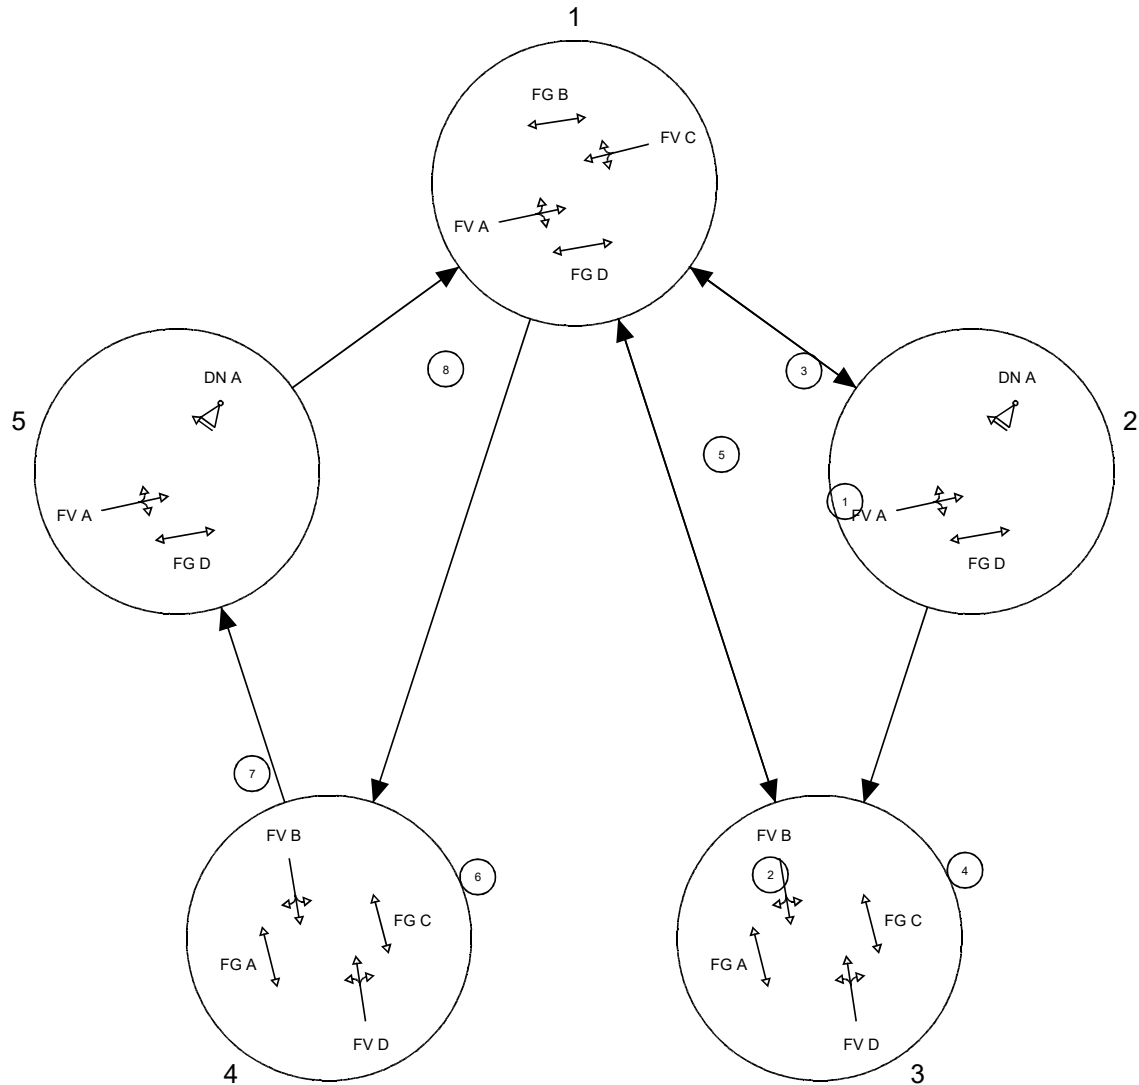 1
FG B
FV C
FV A
FG D
8
3
5
DN A
FV A
FG D
5
DN A
1
FV A
FG D
2
7
FV B
FG C
FG A
FV D
6
4
FV B
2
FG C
FG A
FV D
4
3